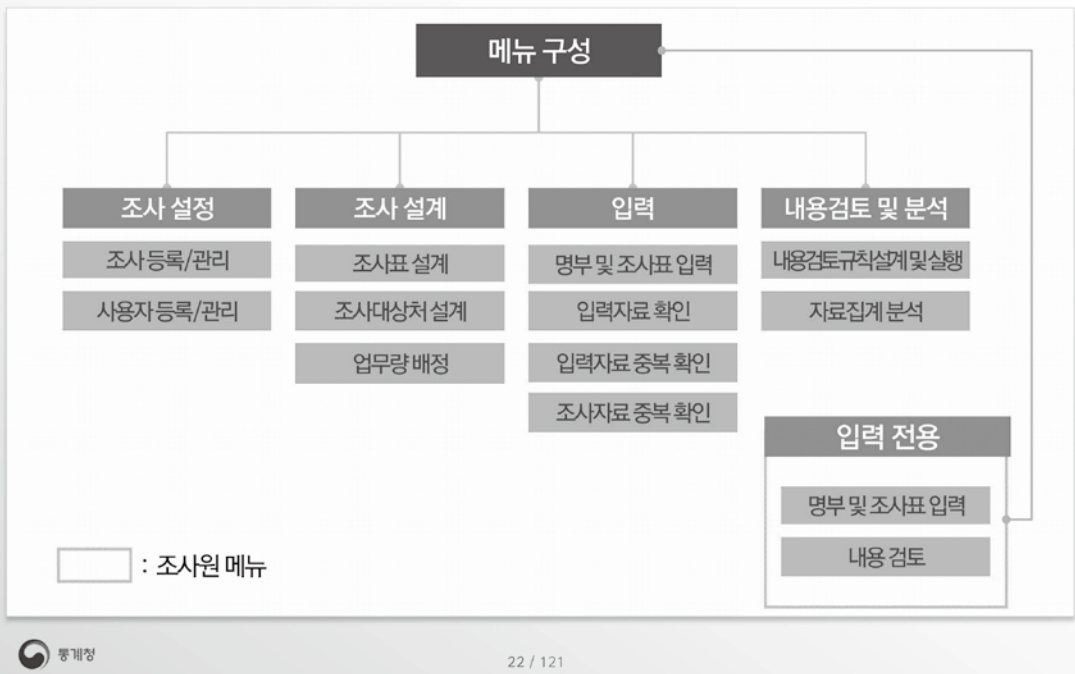 메뉴 구성
조사 설정
조사 등록/관리
사용자 등록/관리
조사 설계
조사표 설계
조사대상처 설계
업무량 배정
입력
명부 및 조사표 입력
입력자료 확인
입력자료 중복 확인
조사자료 중복 확인
내용검토 및 분석
내용검토규칙설계 및 실행
자료집계 분석
입력 전용
명부 및 조사표 입력
내용 검토
: 조사원 메뉴
통계청
22 / 121